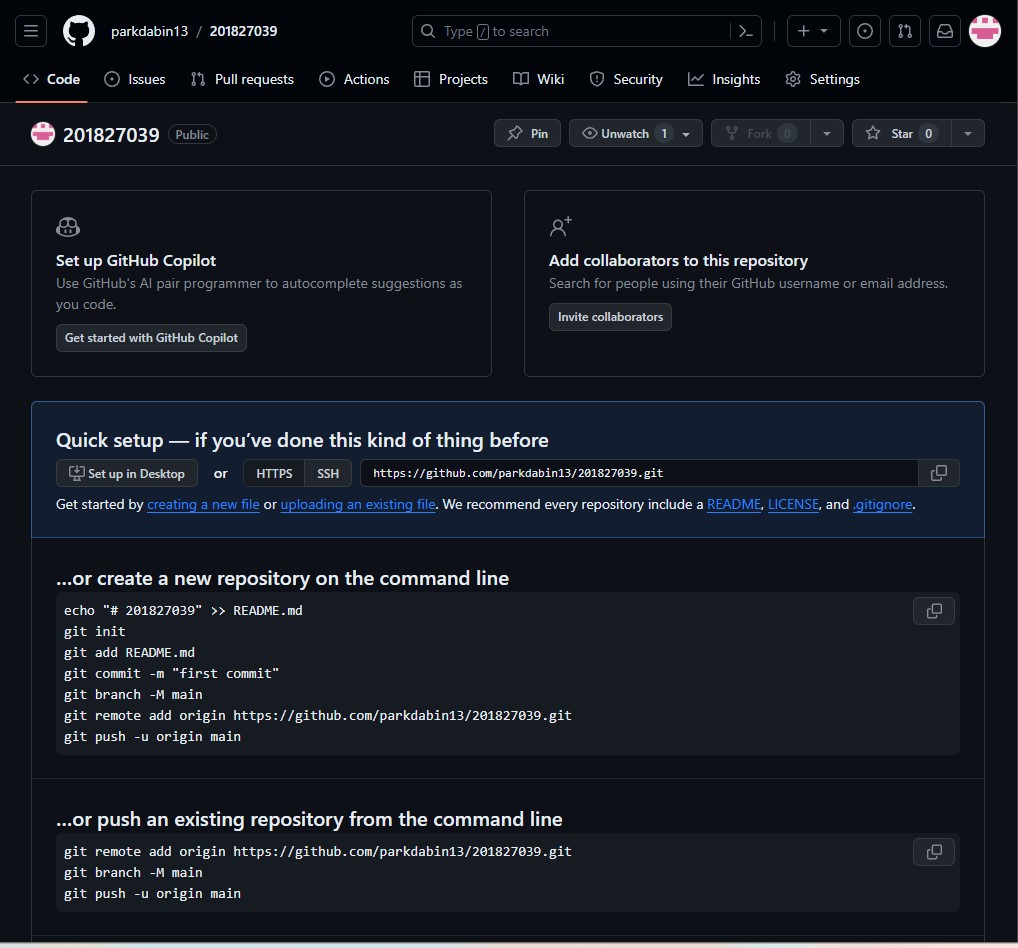 parkdabin13 / 201827039
Type / to search
Code Issues Pull requests Actions Projects Wiki Security Insights Settings
201827039 Public
Pin Unwatch 1 Fork 0 Star 0
Set up GitHub Copilot
Use GitHub's AI pair programmer to autocomplete suggestions as
you code.
Get started with GitHub Copilot
Add collaborators to this repository
Search for people using their GitHub username or email address.
Invite collaborators
Quick setup — if you’ve done this kind of thing before
Set up in Desktop or HTTPS SSH https://github.com/parkdabin13/201827039.git
Get started by creating a new file or uploading an existing file. We recommend every repository include a README, LICENSE, and .gitignore.
…or create a new repository on the command line
echo "# 201827039" >> README.md
git init
git add README.md
git commit -m "first commit"
git branch -M main
git remote add origin https://github.com/parkdabin13/201827039.git
git push -u origin main
…or push an existing repository from the command line
git remote add origin https://github.com/parkdabin13/201827039.git
git branch -M main
git push -u origin main